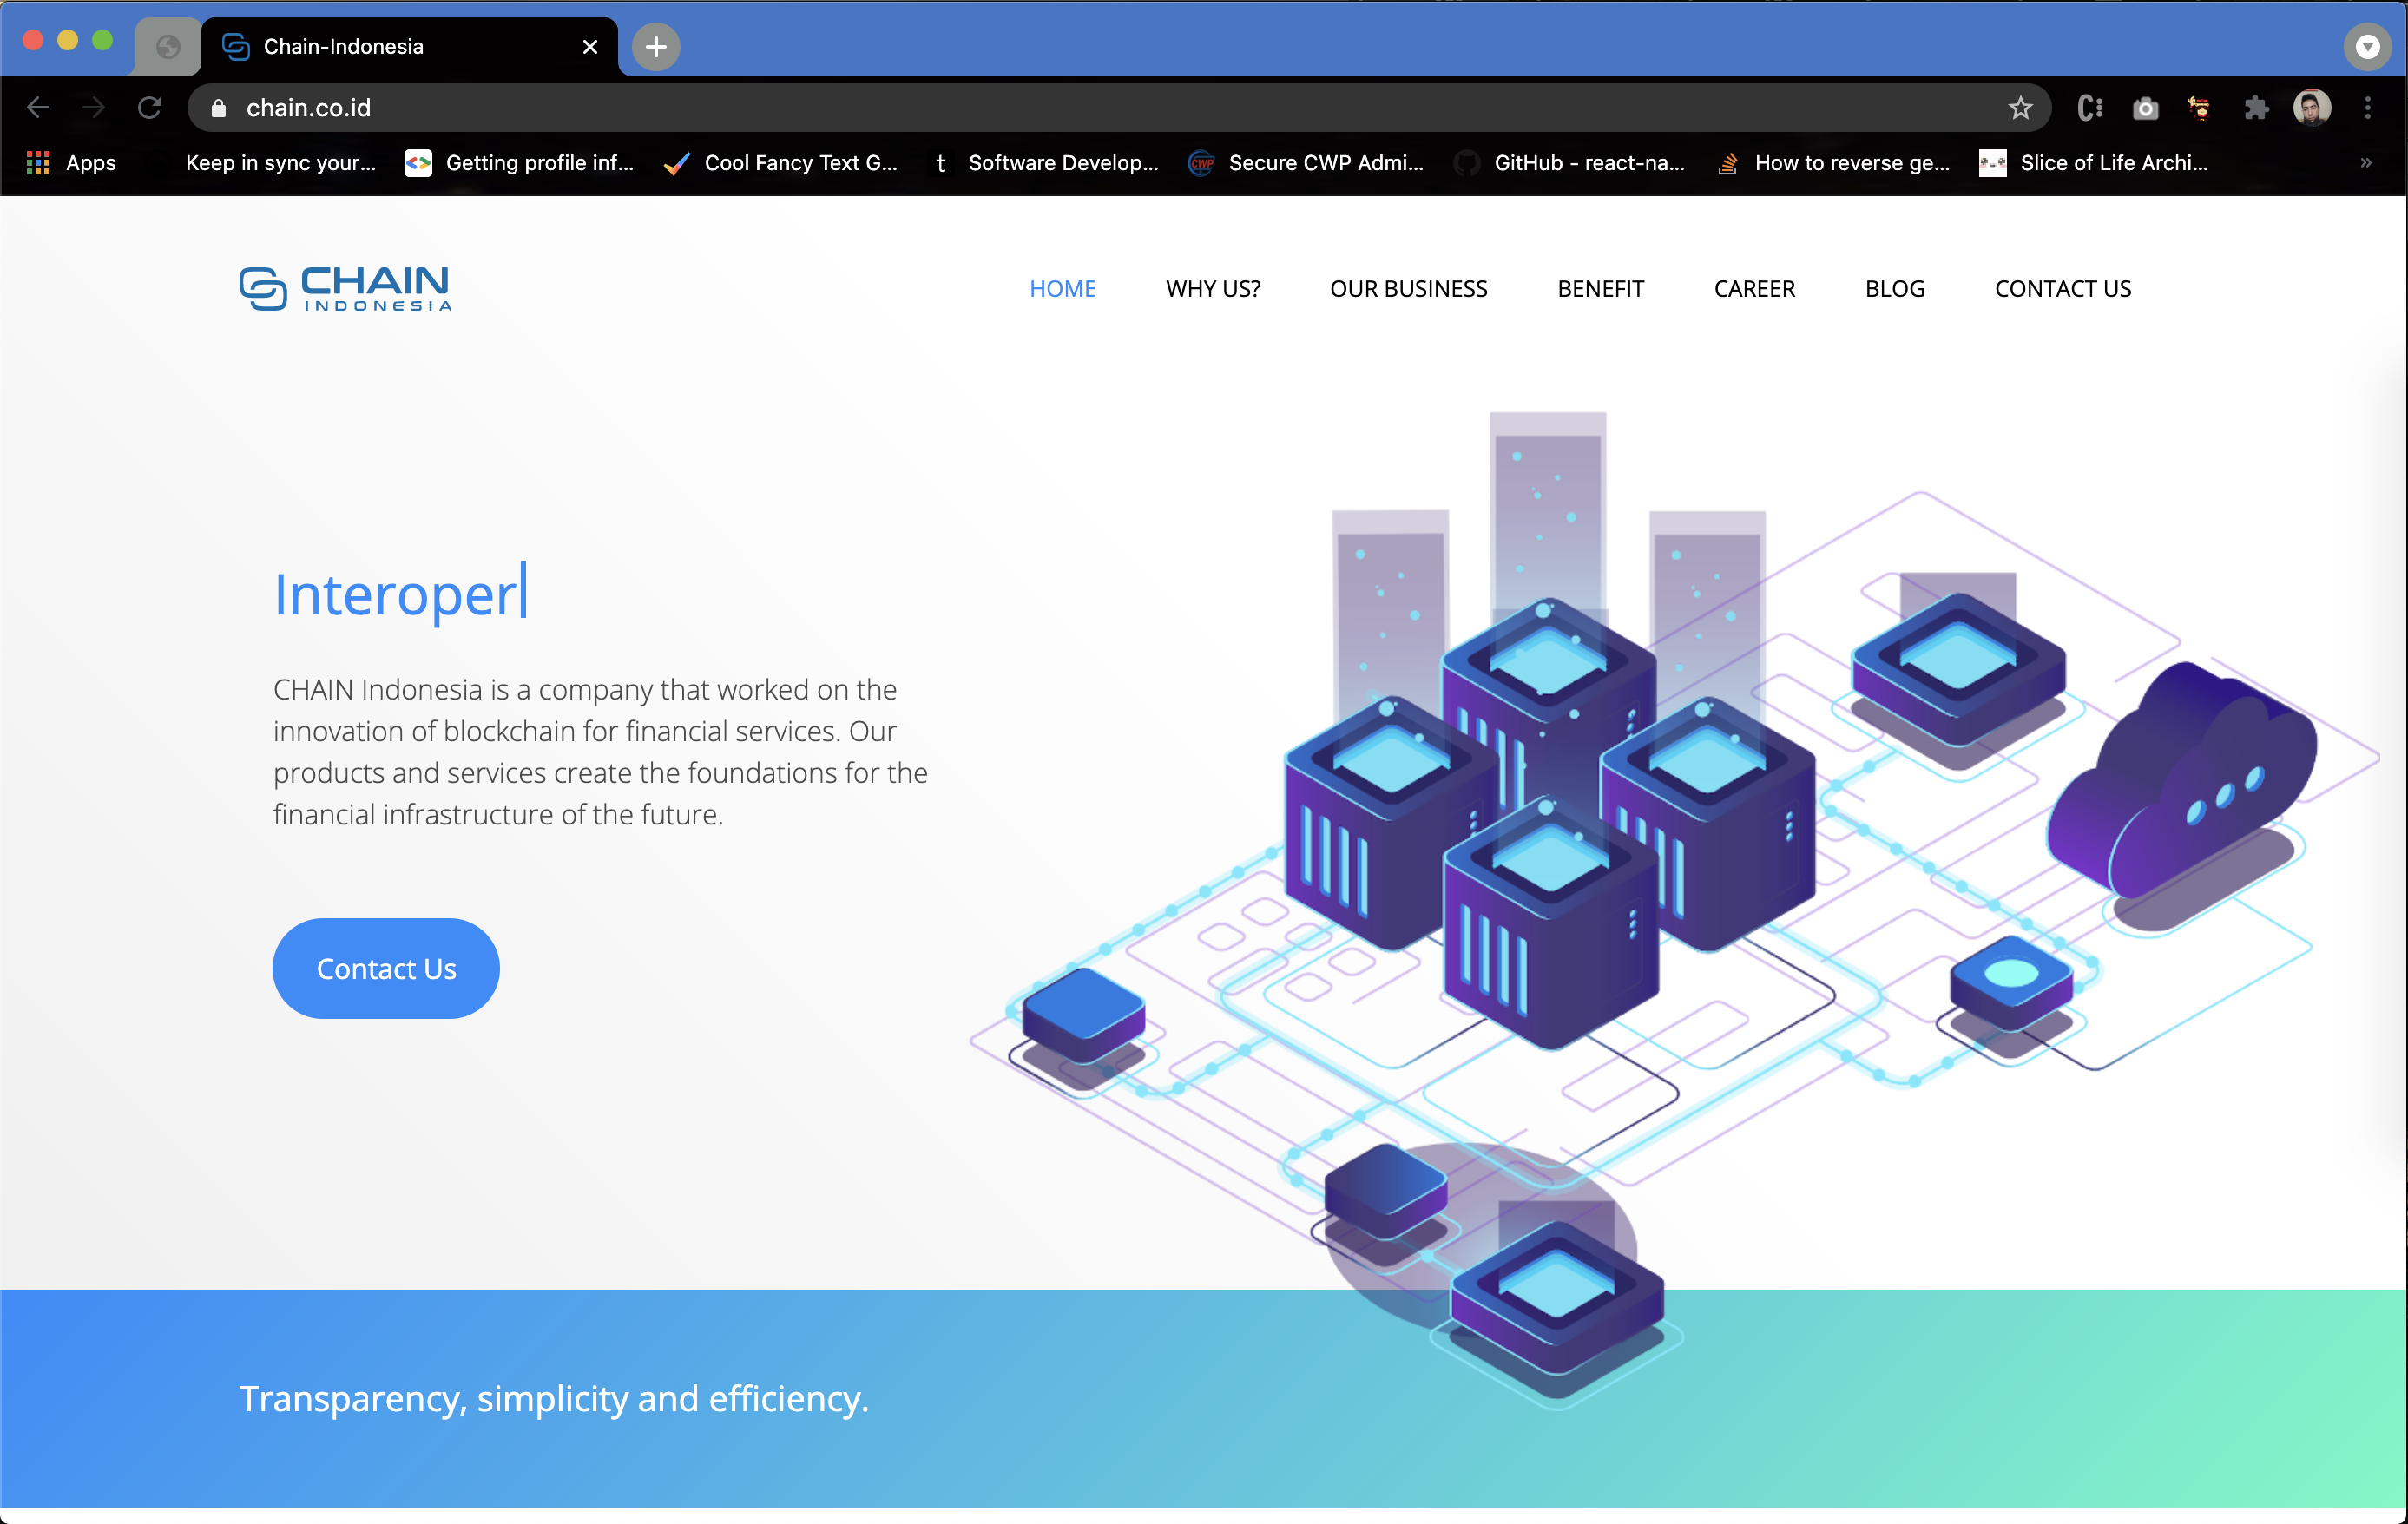 Chain-Indonesia
chain.co.id
Apps
Keep in sync your...
Getting profile inf...
Cool Fancy Text G...
t
Software Develop...
CWP
Secure CWP Admi...
GitHub - react-na...
How to reverse ge...
Slice of Life Archi...
»
CHAIN
INDONESIA
HOME
WHY US?
OUR BUSINESS
BENEFIT
CAREER
BLOG
CONTACT US
Interoper
CHAIN Indonesia is a company that worked on the
innovation of blockchain for financial services. Our
products and services create the foundations for the
financial infrastructure of the future.
Contact Us
Transparency, simplicity and efficiency.